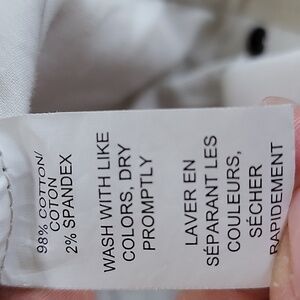 98% COTTON/
COTON
2% SPANDEX
WASH WITH LIKE
COLORS, DRY
PROMPTLY
LAVER EN
SÉPARANT LES
COULEURS,
SÉCHER
RAPIDEMENT